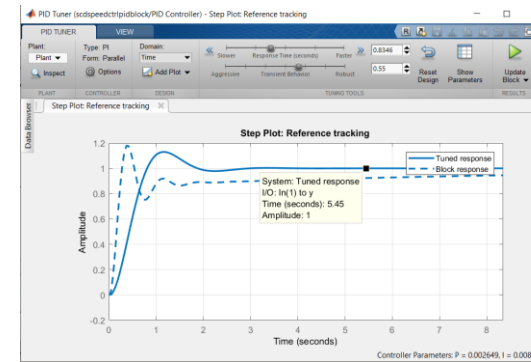 PID Tuner (scdspeedctrlpidblock/PID Controller) - Step Plot: Reference tracking
PID TUNER VIEW
Plant: Type: PI Domain:
Plant Form: Parallel Time Slower Response Time (seconds) Faster 0.8346
Inspect Options Add Plot Aggressive Transient Behavior Robust 0.55 Reset Design Show Parameters Update Block
PLANT CONTROLLER DESIGN TUNING TOOLS RESULTS
Data Browser
Step Plot: Reference tracking
Step Plot: Reference tracking
Tuned response
Block response
System: Tuned response
I/O: In(1) to y
Time (seconds): 5.45
Amplitude: 1
Amplitude
1.2
1
0.8
0.6
0.4
0.2
0
-0.2
0 1 2 3 4 5 6 7 8
Time (seconds)
Controller Parameters: P = 0.002649, I = 0.008